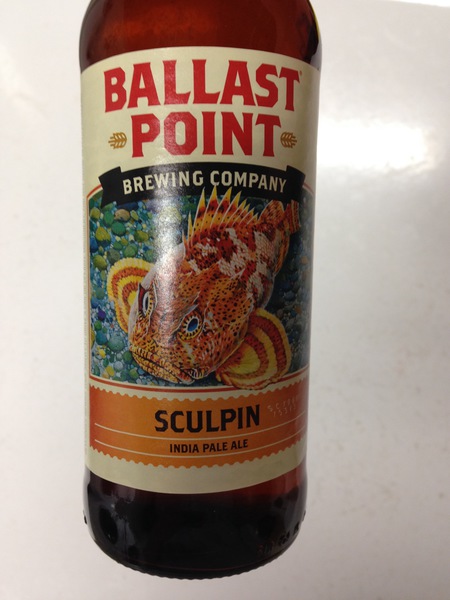 BALLAST
POINT
BREWING COMPANY
SCULPIN
INDIA PALE ALE